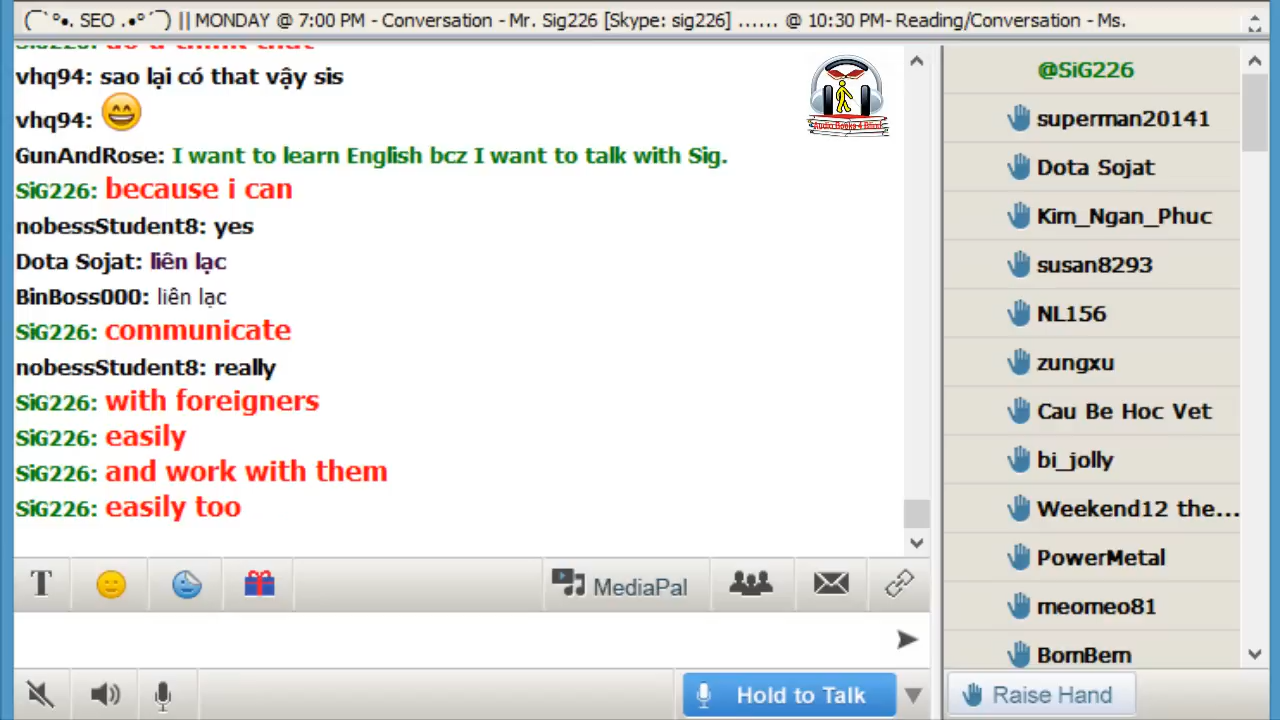 (¯`°•. SEO .•°´¯) || MONDAY @ 7:00 PM - Conversation - Mr. Sig226 [Skype: sig226] ...... @ 10:30 PM- Reading/Conversation - Ms.
vhq94: sao lại có that vậy sis
vhq94: 😄
GunAndRose: I want to learn English bcz I want to talk with Sig.
SiG226: because i can
nobessStudent8: yes
Dota Sojat: liên lạc
BinBoss000: liên lạc
SiG226: communicate
nobessStudent8: really
SiG226: with foreigners
SiG226: easily
SiG226: and work with them
SiG226: easily too
Audio Books 4 Blind
T
MediaPal
Hold to Talk
@SiG226
superman20141
Dota Sojat
Kim_Ngan_Phuc
susan8293
NL156
zungxu
Cau Be Hoc Vet
bi_jolly
Weekend12 the...
PowerMetal
meomeo81
BomBem
Raise Hand